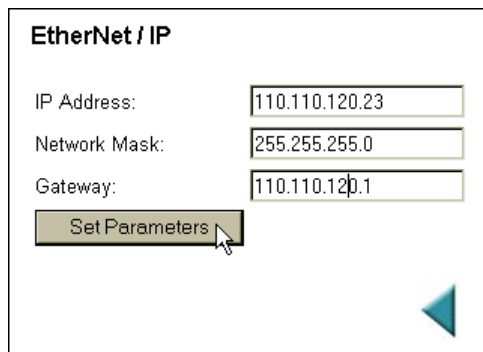 EtherNet / IP
IP Address: 110.110.120.23
Network Mask: 255.255.255.0
Gateway: 110.110.120.1
Set Parameters